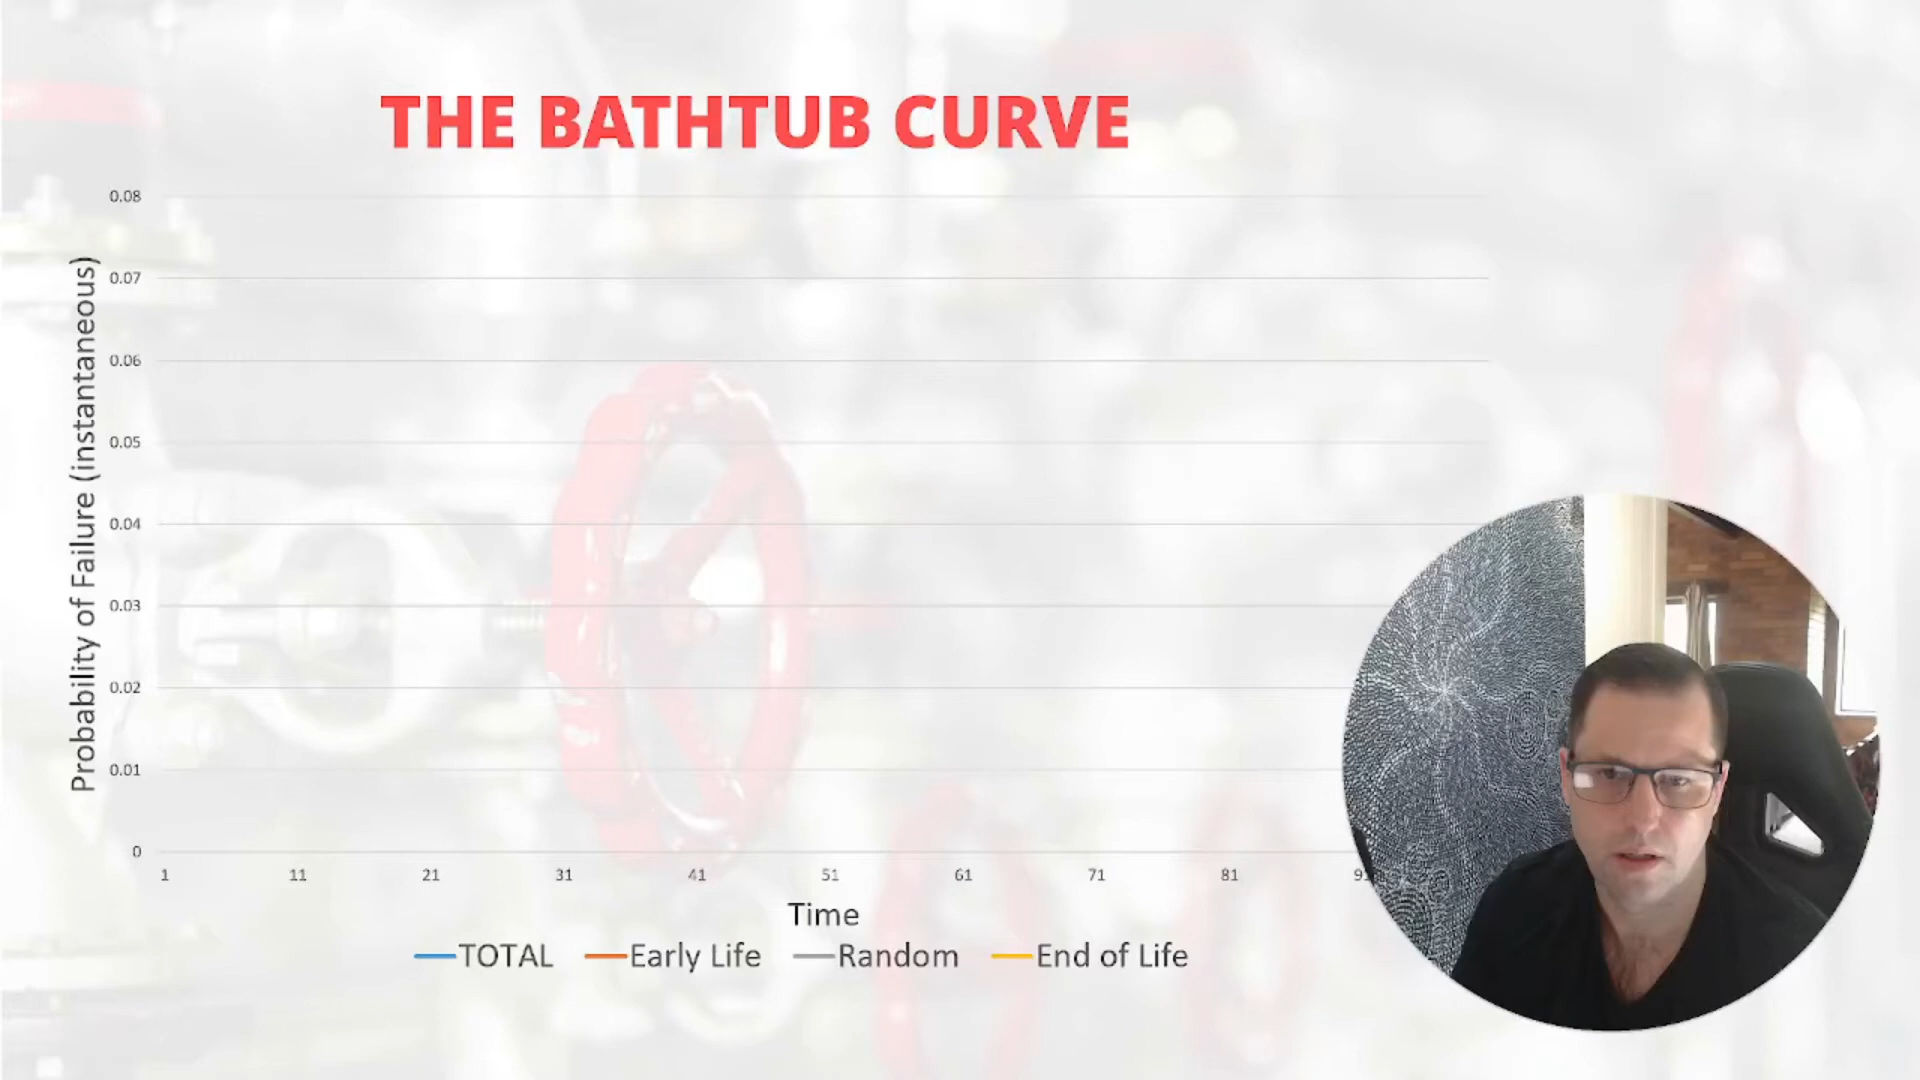 THE BATHTUB CURVE
Probability of Failure (instantaneous)
0.08
0.07
0.06
0.05
0.04
0.03
0.02
0.01
0
1 11 21 31 41 51 61 71 81
Time
TOTAL Early Life Random End of Life